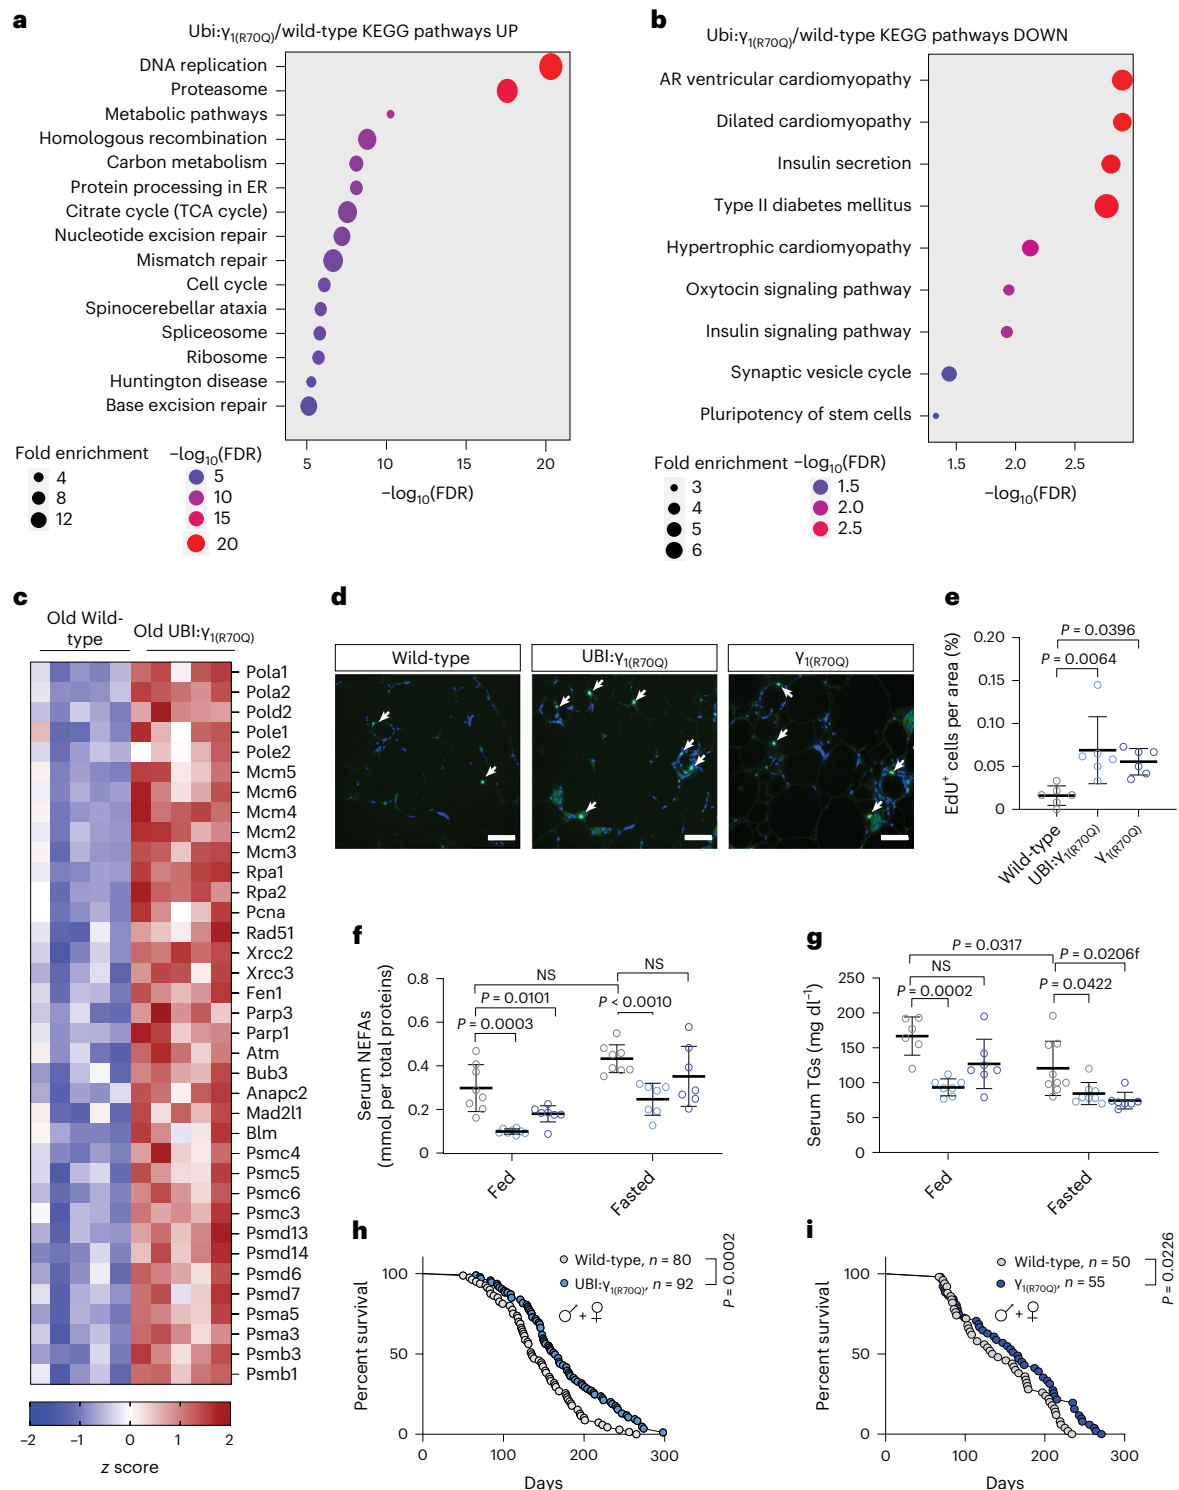 a
Ubi:γ1(R70Q)/wild-type KEGG pathways UP
DNA replication
Proteasome
Metabolic pathways
Homologous recombination
Carbon metabolism
Protein processing in ER
Citrate cycle (TCA cycle)
Nucleotide excision repair
Mismatch repair
Cell cycle
Spinocerebellar ataxia
Spliceosome
Ribosome
Huntington disease
Base excision repair
5 10 15 20
−log10(FDR)
Fold enrichment
4
8
12
−log10(FDR)
5
10
15
20
b
Ubi:γ1(R70Q)/wild-type KEGG pathways DOWN
AR ventricular cardiomyopathy
Dilated cardiomyopathy
Insulin secretion
Type II diabetes mellitus
Hypertrophic cardiomyopathy
Oxytocin signaling pathway
Insulin signaling pathway
Synaptic vesicle cycle
Pluripotency of stem cells
1.5 2.0 2.5
−log10(FDR)
Fold enrichment
3
4
5
6
−log10(FDR)
1.5
2.0
2.5
c
Old Wild-
type
Old UBI:γ1(R70Q)
Pola1
Pola2
Pold2
Pole1
Pole2
Mcm5
Mcm6
Mcm4
Mcm2
Mcm3
Rpa1
Rpa2
Pcna
Rad51
Xrcc2
Xrcc3
Fen1
Parp3
Parp1
Atm
Bub3
Anapc2
Mad2l1
Blm
Psmc4
Psmc5
Psmc6
Psmc3
Psmd13
Psmd14
Psmd6
Psmd7
Psma5
Psma3
Psmb3
Psmb1
−2 −1 0 1 2
z score
d
Wild-type
UBI:γ1(R70Q)
γ1(R70Q)
e
EdU+ cells per area (%)
0.20
0.15
0.10
0.05
0
P = 0.0396
P = 0.0064
Wild-type
UBI:γ1(R70Q)
γ1(R70Q)
f
Serum NEFAs
(mmol per total proteins)
0.8
0.6
0.4
0.2
0
NS
P = 0.0101
P = 0.0003
NS
P < 0.0010
Fed
Fasted
g
Serum TGs (mg dl−1)
250
200
150
100
50
0
P = 0.0317
NS
P = 0.0002
P = 0.0206f
P = 0.0422
Fed
Fasted
h
Percent survival
100
50
0
0 100 200 300
Days
Wild-type, n = 80
UBI:γ1(R70Q), n = 92
P = 0.0002
♂ + ♀
i
Percent survival
100
50
0
0 100 200 300
Days
Wild-type, n = 50
γ1(R70Q), n = 55
P = 0.0226
♂ + ♀